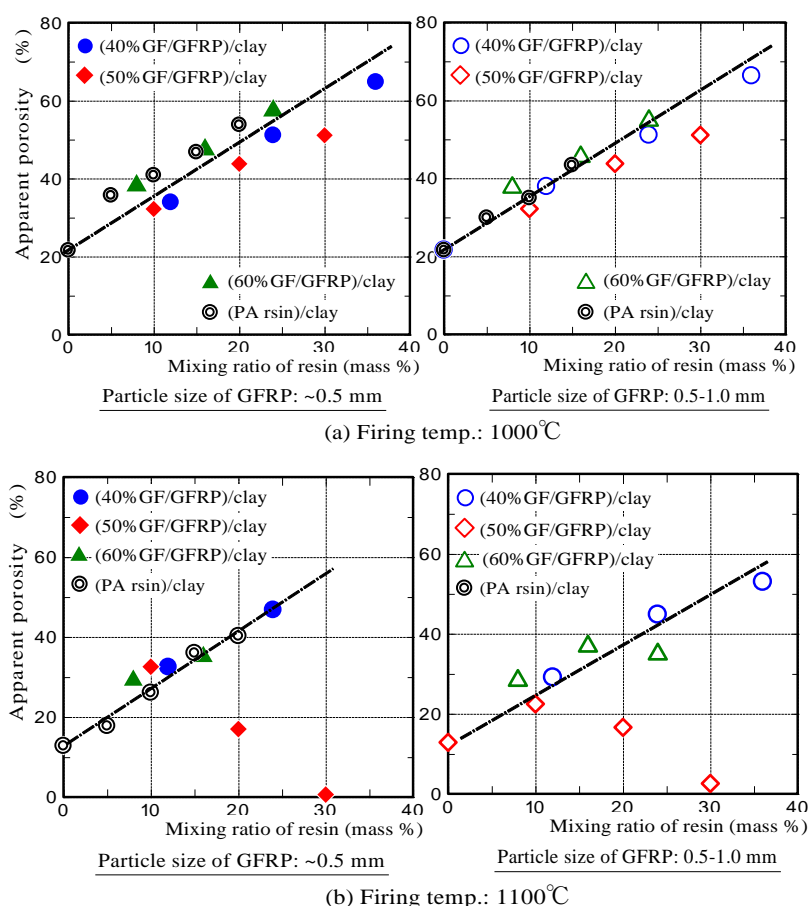 Apparent porosity (%)
80
60
40
20
0
(40%GF/GFRP)/clay
(50%GF/GFRP)/clay
(60%GF/GFRP)/clay
(PA rsin)/clay
0 10 20 30 40
Mixing ratio of resin (mass %)
Particle size of GFRP: ~0.5 mm
80
60
40
20
0
(40%GF/GFRP)/clay
(50%GF/GFRP)/clay
(60%GF/GFRP)/clay
(PA rsin)/clay
0 10 20 30 40
Mixing ratio of resin (mass %)
Particle size of GFRP: 0.5-1.0 mm
(a) Firing temp.: 1000℃
Apparent porosity (%)
80
60
40
20
0
(40%GF/GFRP)/clay
(50%GF/GFRP)/clay
(60%GF/GFRP)/clay
(PA rsin)/clay
0 10 20 30 40
Mixing ratio of resin (mass %)
Particle size of GFRP: ~0.5 mm
80
60
40
20
0
(40%GF/GFRP)/clay
(50%GF/GFRP)/clay
(60%GF/GFRP)/clay
(PA rsin)/clay
0 10 20 30 40
Mixing ratio of resin (mass %)
Particle size of GFRP: 0.5-1.0 mm
(b) Firing temp.: 1100℃